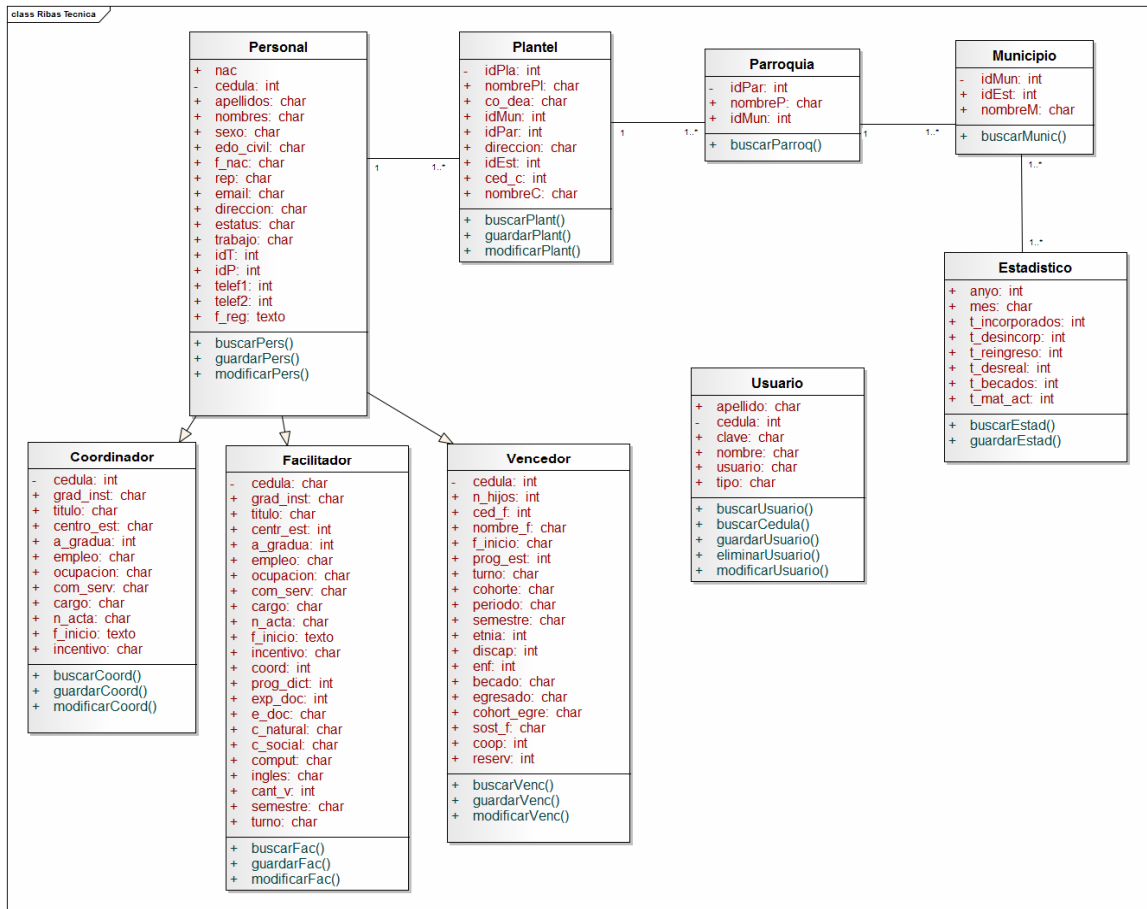 class Ribas Tecnica
Personal
+ nac
- cedula: int
+ apellidos: char
+ nombres: char
+ sexo: char
+ edo_civil: char
+ f_nac: char
+ rep: char
+ email: char
+ direccion: char
+ estatus: char
+ trabajo: char
+ idT: int
+ idP: int
+ telef1: int
+ telef2: int
+ f_reg: texto
+ buscarPers()
+ guardarPers()
+ modificarPers()
1
1..*
Plantel
- idPla: int
+ nombrePl: char
+ co_dea: char
+ idMun: int
+ idPar: int
+ direccion: char
+ idEst: int
+ ced_c: int
+ nombreC: char
+ buscarPlant()
+ guardarPlant()
+ modificarPlant()
1
1..*
Parroquia
- idPar: int
+ nombreP: char
+ idMun: int
+ buscarParroq()
1
1..*
Municipio
- idMun: int
+ idEst: int
+ nombreM: char
+ buscarMunic()
1..*
1..*
Estadistico
+ anyo: int
+ mes: char
+ t_incorporados: int
+ t_desincorp: int
+ t_reingreso: int
+ t_desreal: int
+ t_becados: int
+ t_mat_act: int
+ buscarEstad()
+ guardarEstad()
Usuario
+ apellido: char
- cedula: int
+ clave: char
+ nombre: char
+ usuario: char
+ tipo: char
+ buscarUsuario()
+ buscarCedula()
+ guardarUsuario()
+ eliminarUsuario()
+ modificarUsuario()
Coordinador
- cedula: int
+ grad_inst: char
+ titulo: char
+ centro_est: char
+ a_gradua: int
+ empleo: char
+ ocupacion: char
+ com_serv: char
+ cargo: char
+ n_acta: char
+ f_inicio: texto
+ incentivo: char
+ buscarCoord()
+ guardarCoord()
+ modificarCoord()
Facilitador
- cedula: char
+ grad_inst: char
+ titulo: char
+ centr_est: int
+ a_gradua: int
+ empleo: char
+ ocupacion: char
+ com_serv: char
+ cargo: char
+ n_acta: char
+ f_inicio: texto
+ incentivo: char
+ coord: int
+ prog_dict: int
+ exp_doc: int
+ e_doc: char
+ c_natural: char
+ c_social: char
+ comput: char
+ ingles: char
+ cant_v: int
+ semestre: char
+ turno: char
+ buscarFac()
+ guardarFac()
+ modificarFac()
Vencedor
- cedula: int
+ n_hijos: int
+ ced_f: int
+ nombre_f: char
+ f_inicio: char
+ prog_est: int
+ turno: char
+ cohorte: char
+ periodo: char
+ semestre: char
+ etnia: int
+ discap: int
+ enf: int
+ becado: char
+ egresado: char
+ cohort_egre: char
+ sost_f: char
+ coop: int
+ reserv: int
+ buscarVenc()
+ guardarVenc()
+ modificarVenc()